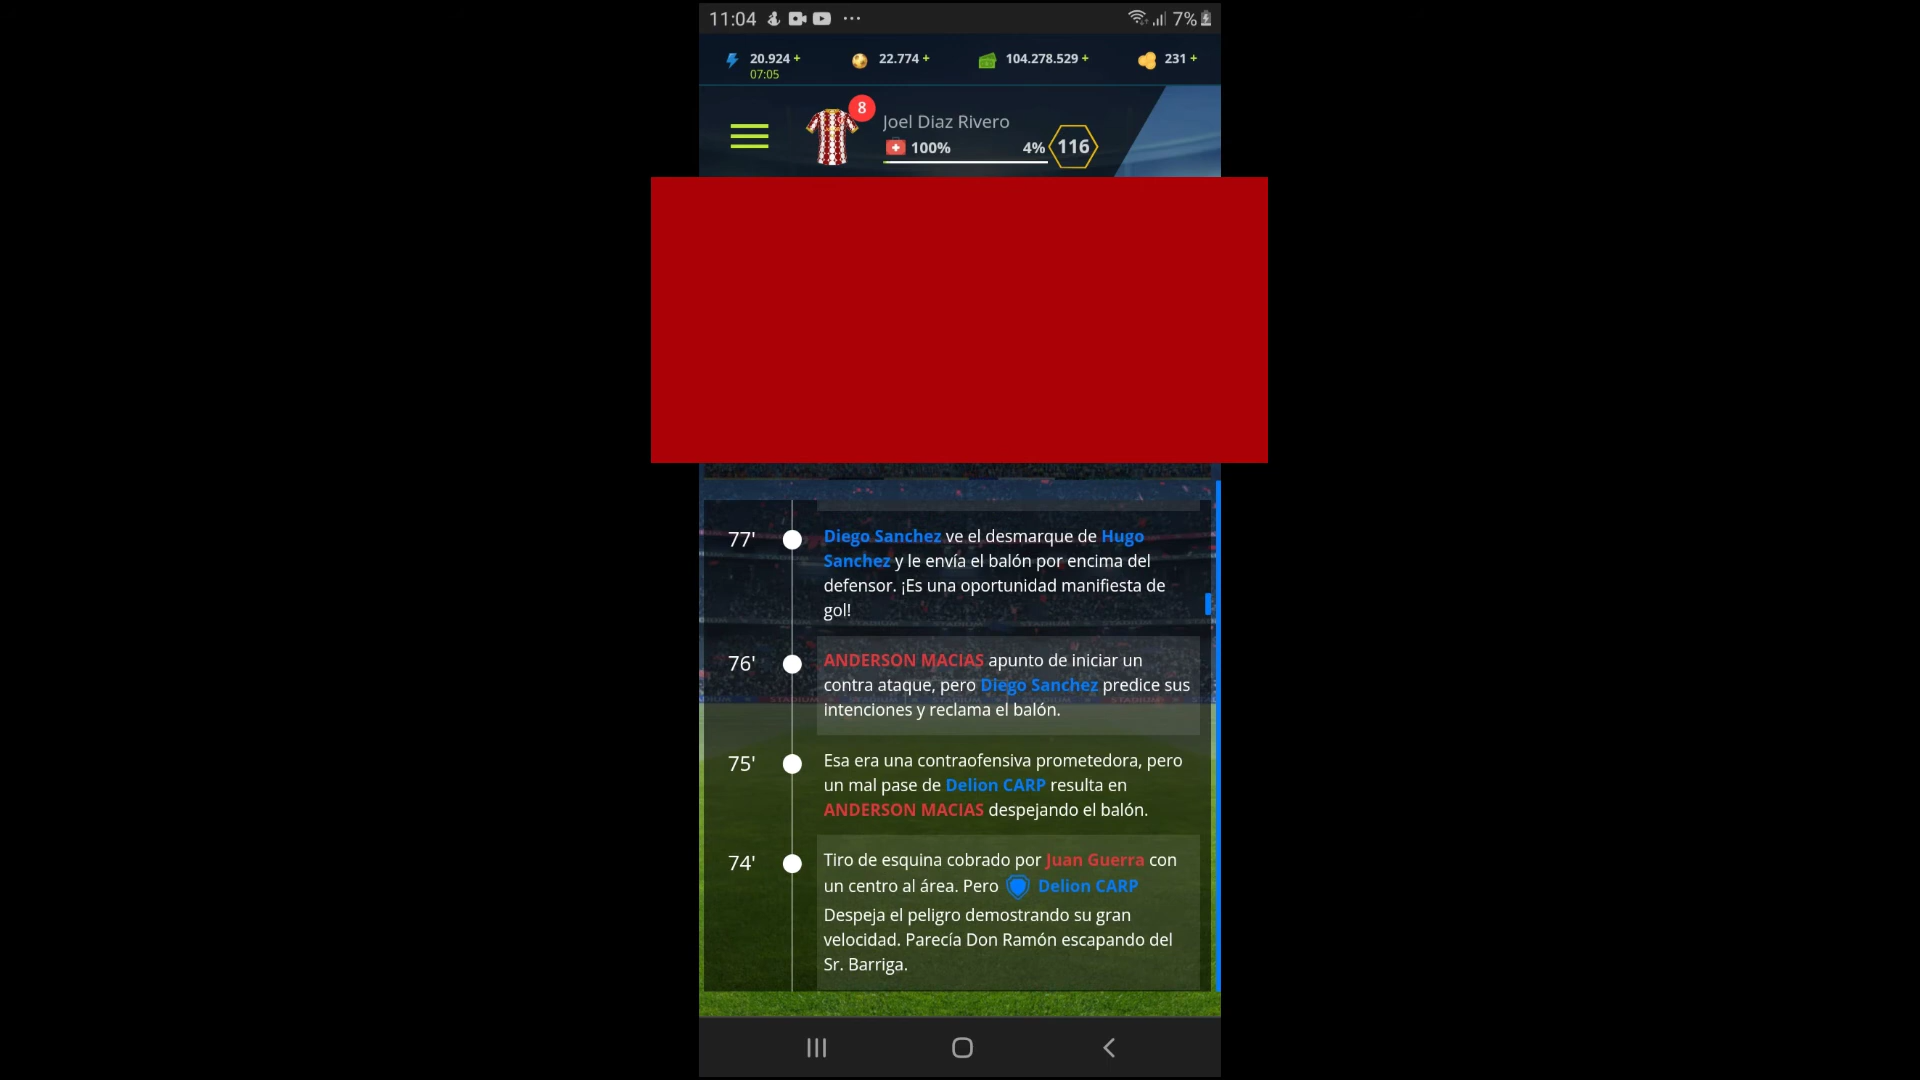 11:04 ... 7%
20.924 + 22.774 + 104.278.529 + 231 +
07:05
8
Joel Diaz Rivero
100% 4% 116
77' Diego Sanchez ve el desmarque de Hugo
Sanchez y le envía el balón por encima del
defensor. ¡Es una oportunidad manifiesta de
gol!
76' ANDERSON MACIAS apunto de iniciar un
contra ataque, pero Diego Sanchez predice sus
intenciones y reclama el balón.
75' Esa era una contraofensiva prometedora, pero
un mal pase de Delion CARP resulta en
ANDERSON MACIAS despejando el balón.
74' Tiro de esquina cobrado por Juan Guerra con
un centro al área. Pero Delion CARP
Despeja el peligro demostrando su gran
velocidad. Parecía Don Ramón escapando del
Sr. Barriga.